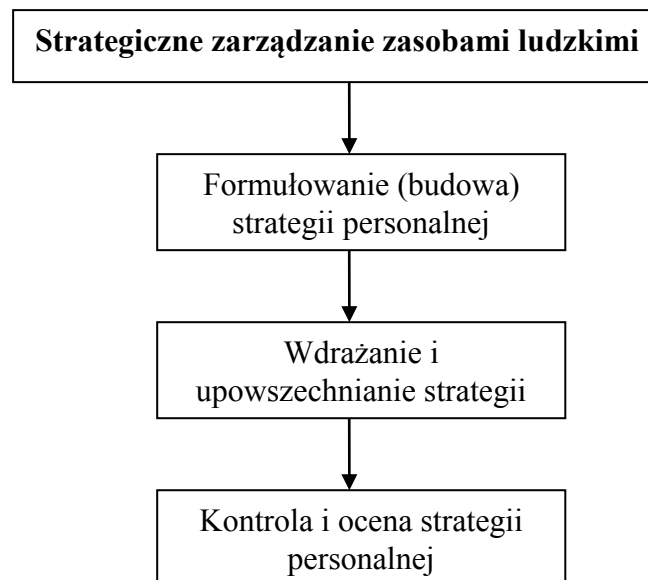 Strategiczne zarządzanie zasobami ludzkimi
Formułowanie (budowa)
strategii personalnej
Wdrażanie i
upowszechnianie strategii
Kontrola i ocena strategii
personalnej